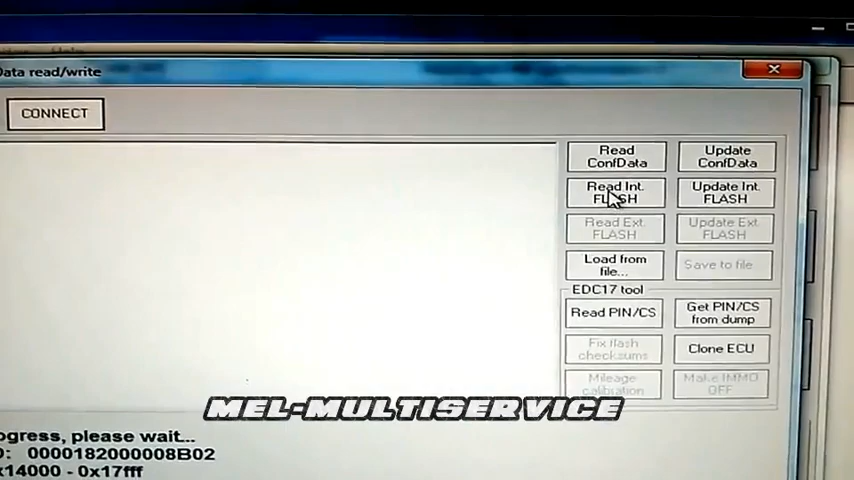 Data read/write
CONNECT
Read
ConfData
Update
ConfData
Read Int.
FLASH
Update Int.
FLASH
Read Ext.
FLASH
Update Ext.
FLASH
Load from
file...
Save to file
EDC17 tool
Read PIN/CS
Get PIN/CS
from dump
Fix flash
checksums
Clone ECU
Mileage
calibration
Make IMMO
OFF
MEL-MULTISERVICE
ogress, please wait...
D: 0000182000008B02
x14000 - 0x17fff